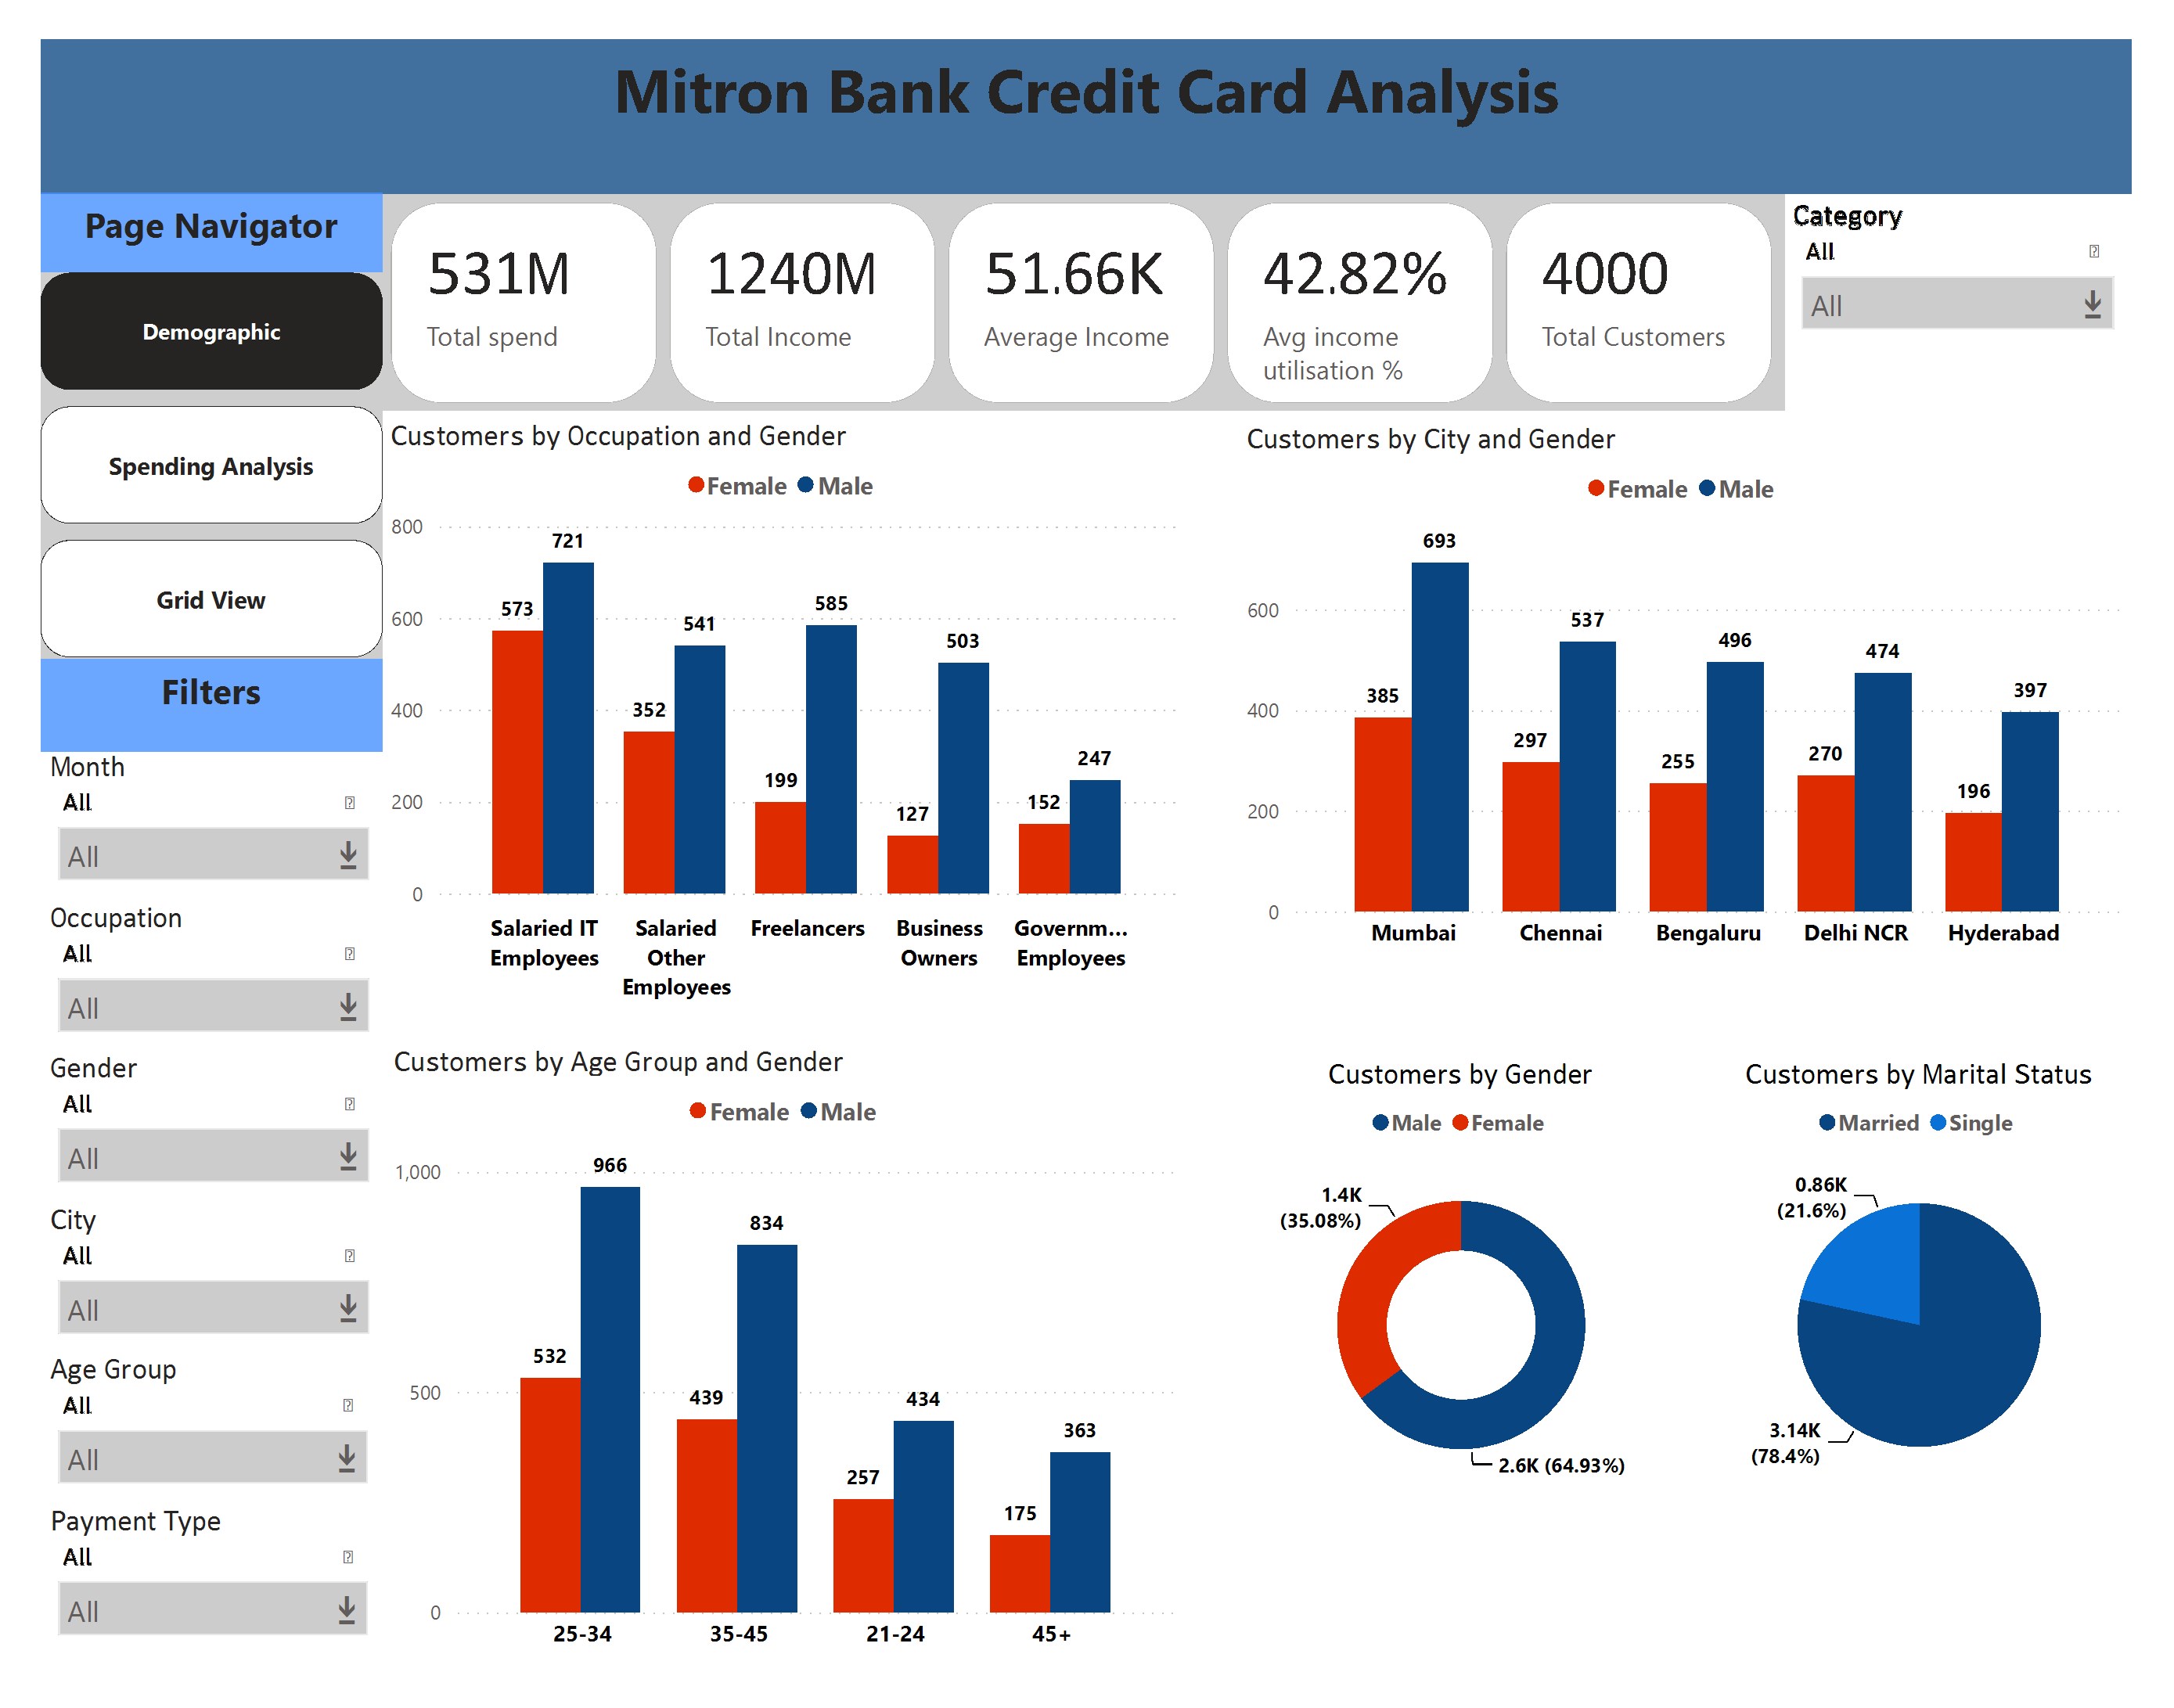 Mitron Bank Credit Card Analysis
Page Navigator
Demographic
Spending Analysis
Grid View
Filters
Month
All
All
Occupation
All
All
Gender
All
All
City
All
All
Age Group
All
All
Payment Type
All
All
531M
Total spend
1240M
Total Income
51.66K
Average Income
42.82%
Avg income
utilisation %
4000
Total Customers
Category
All
All
Customers by Occupation and Gender
Female Male
800
600
400
200
0
573
721
352
541
199
585
127
503
152
247
Salaried IT
Employees
Salaried
Other
Employees
Freelancers
Business
Owners
Governm...
Employees
Customers by City and Gender
Female Male
600
400
200
0
385
693
297
537
255
496
270
474
196
397
Mumbai
Chennai
Bengaluru
Delhi NCR
Hyderabad
Customers by Age Group and Gender
Female Male
1,000
500
0
532
966
439
834
257
434
175
363
25-34
35-45
21-24
45+
Customers by Gender
Male Female
1.4K
(35.08%)
2.6K (64.93%)
Customers by Marital Status
Married Single
0.86K
(21.6%)
3.14K
(78.4%)